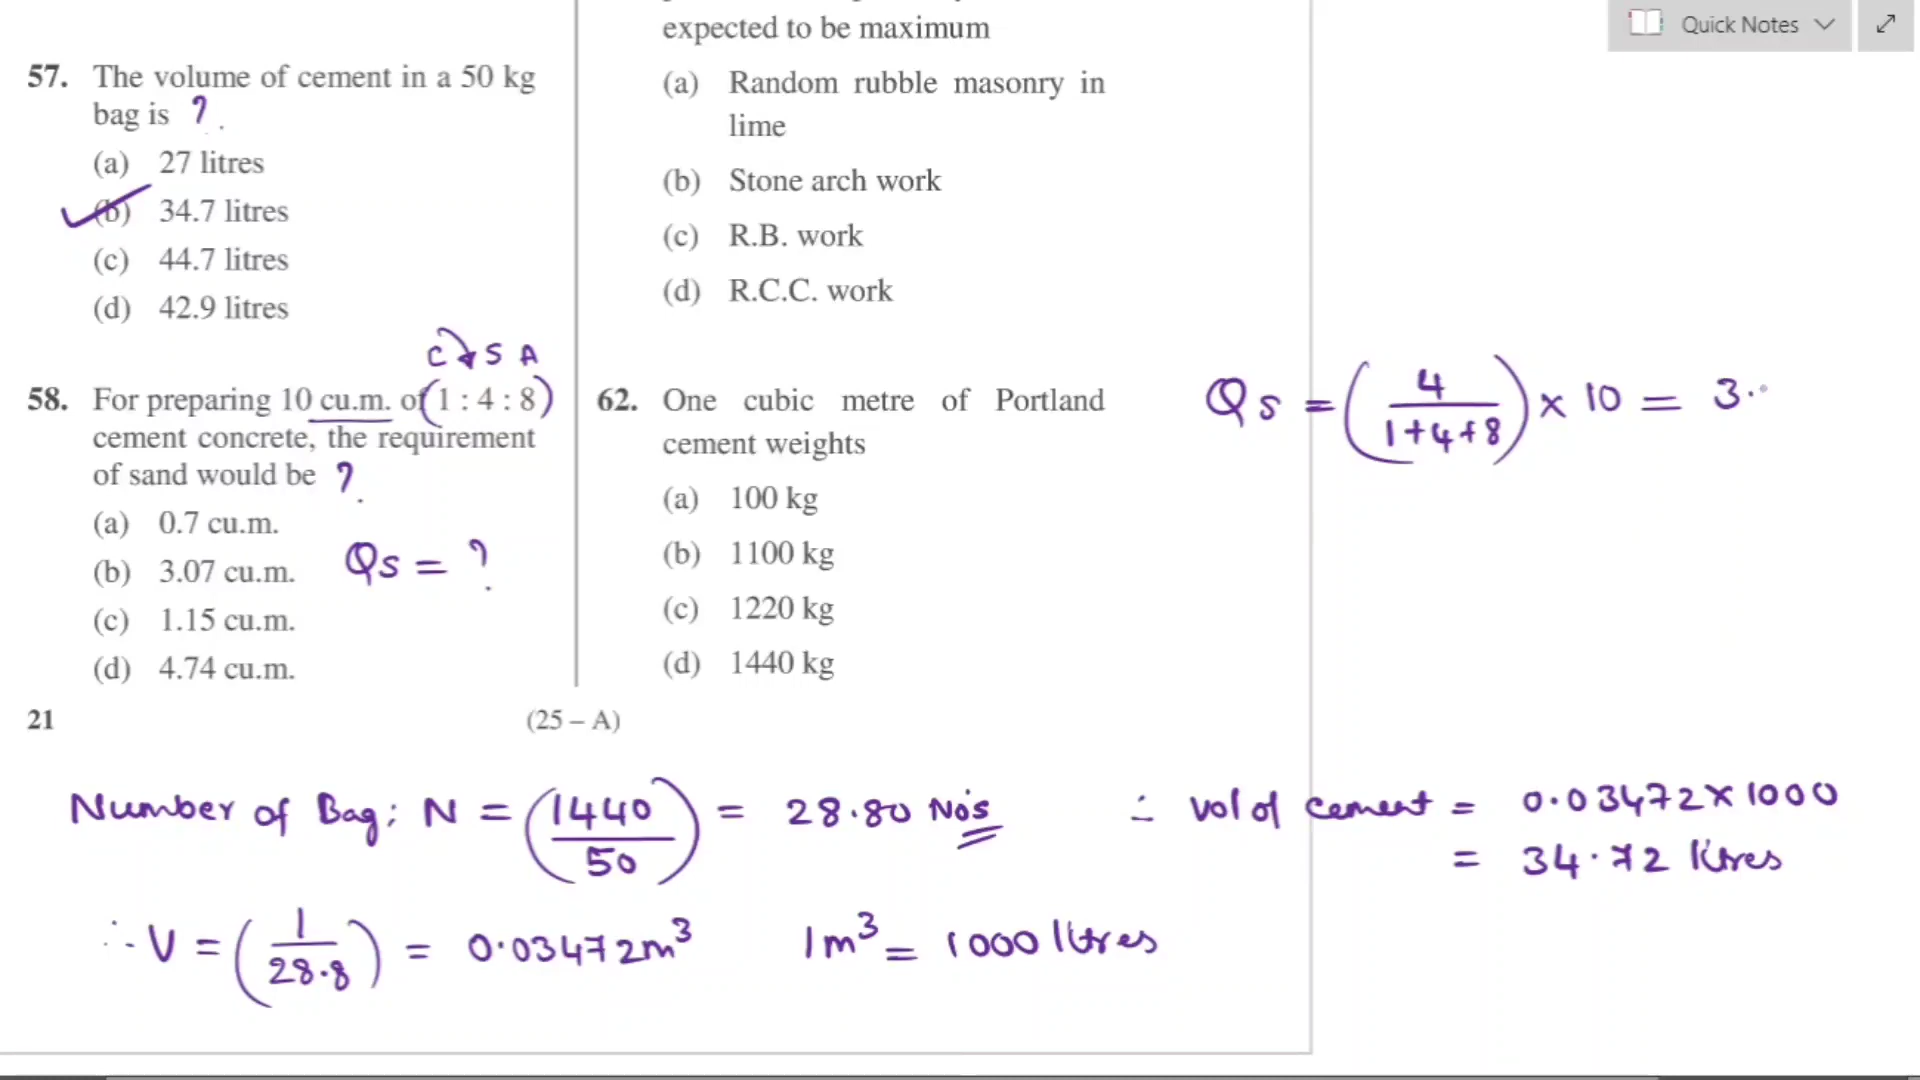 Quick Notes
57. The volume of cement in a 50 kg
bag is ?
(a) 27 litres
(b) 34.7 litres
(c) 44.7 litres
(d) 42.9 litres
C S A
58. For preparing 10 cu.m. of (1 : 4 : 8)
cement concrete, the requirement
of sand would be ?
(a) 0.7 cu.m.
(b) 3.07 cu.m.
(c) 1.15 cu.m.
(d) 4.74 cu.m.
Qs = ?
21
(25 – A)
expected to be maximum
(a) Random rubble masonry in
lime
(b) Stone arch work
(c) R.B. work
(d) R.C.C. work
62. One cubic metre of Portland
cement weights
(a) 100 kg
(b) 1100 kg
(c) 1220 kg
(d) 1440 kg
Qs = (4/1+4+8) × 10 = 3.
Number of Bag: N = (1440/50) = 28.80 No's
∴ V = (1/28.8) = 0.03472m³
1m³ = 1000 litres
∴ vol of cement = 0.03472×1000
= 34.72 litres